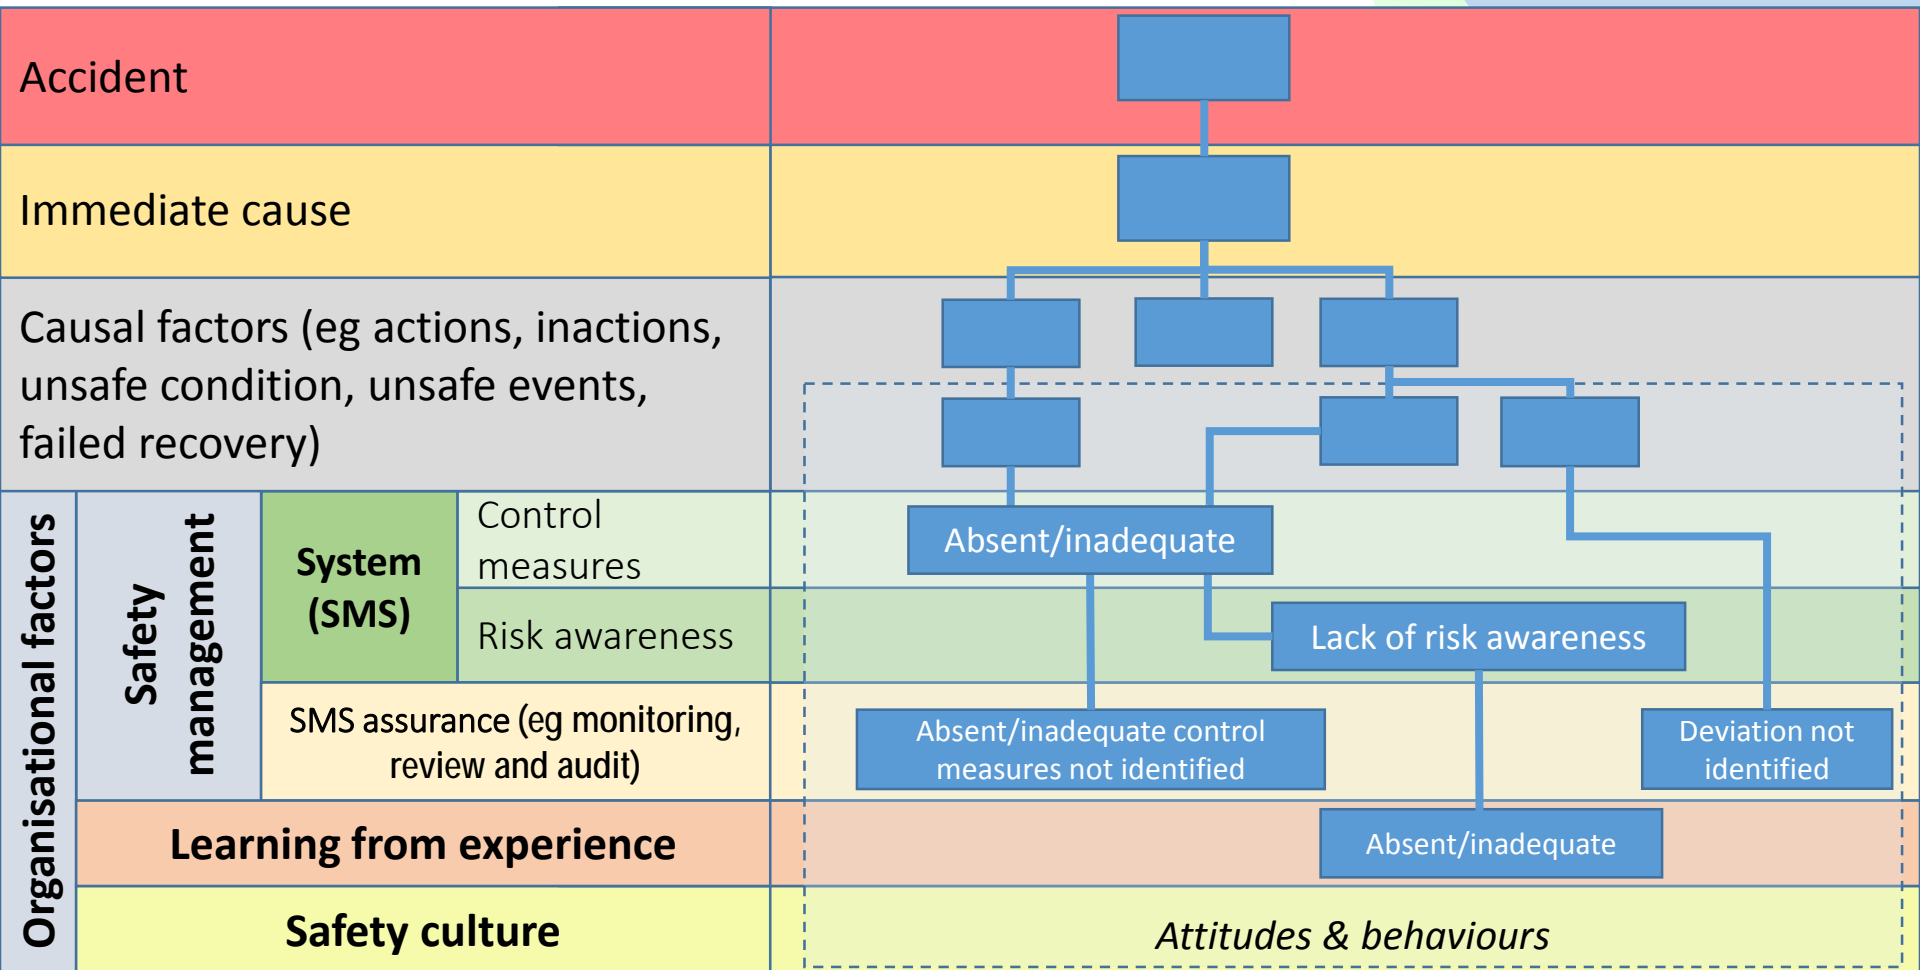 Accident
Immediate cause
Causal factors (eg actions, inactions,
unsafe condition, unsafe events,
failed recovery)
Organisational factors
Safety
management
System
(SMS)
Control
measures
Absent/inadequate
Risk awareness
Lack of risk awareness
SMS assurance (eg monitoring,
review and audit)
Absent/inadequate control
measures not identified
Deviation not
identified
Learning from experience
Absent/inadequate
Safety culture
Attitudes & behaviours